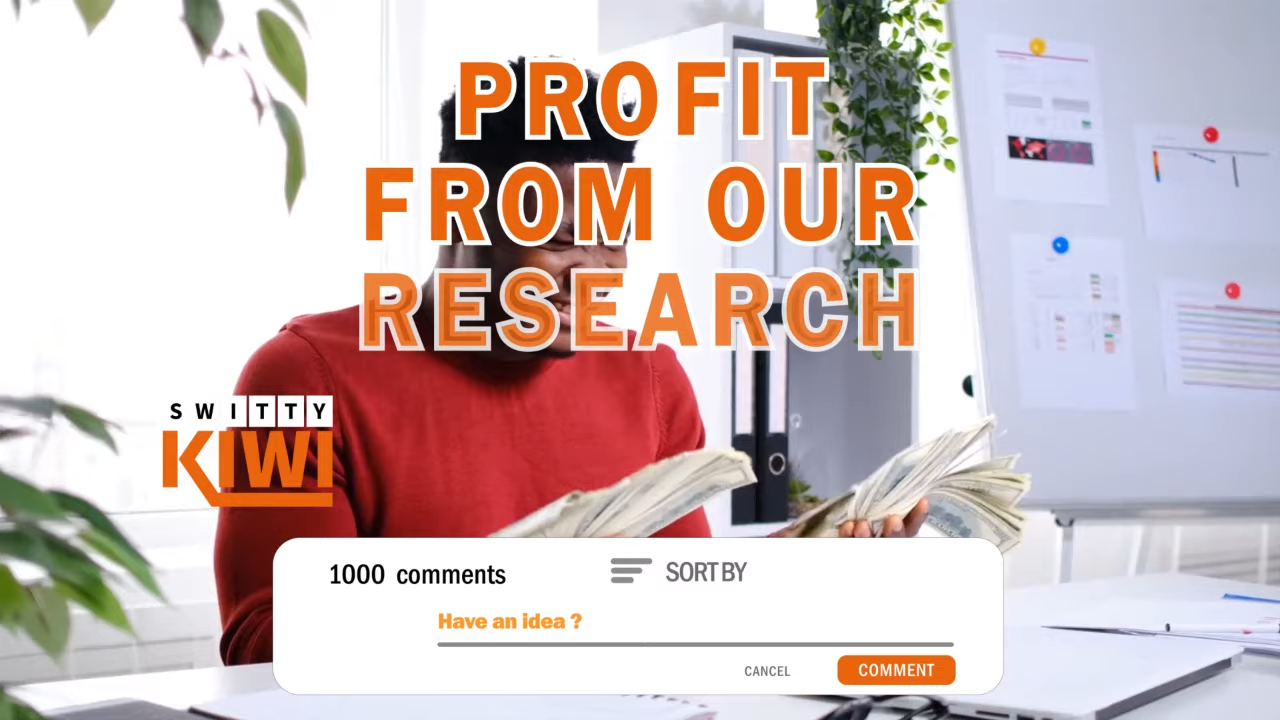 PROFIT
FROM OUR
RESEARCH
SWITTY
KIWI
1000 comments
SORT BY
Have an idea ?
CANCEL
COMMENT